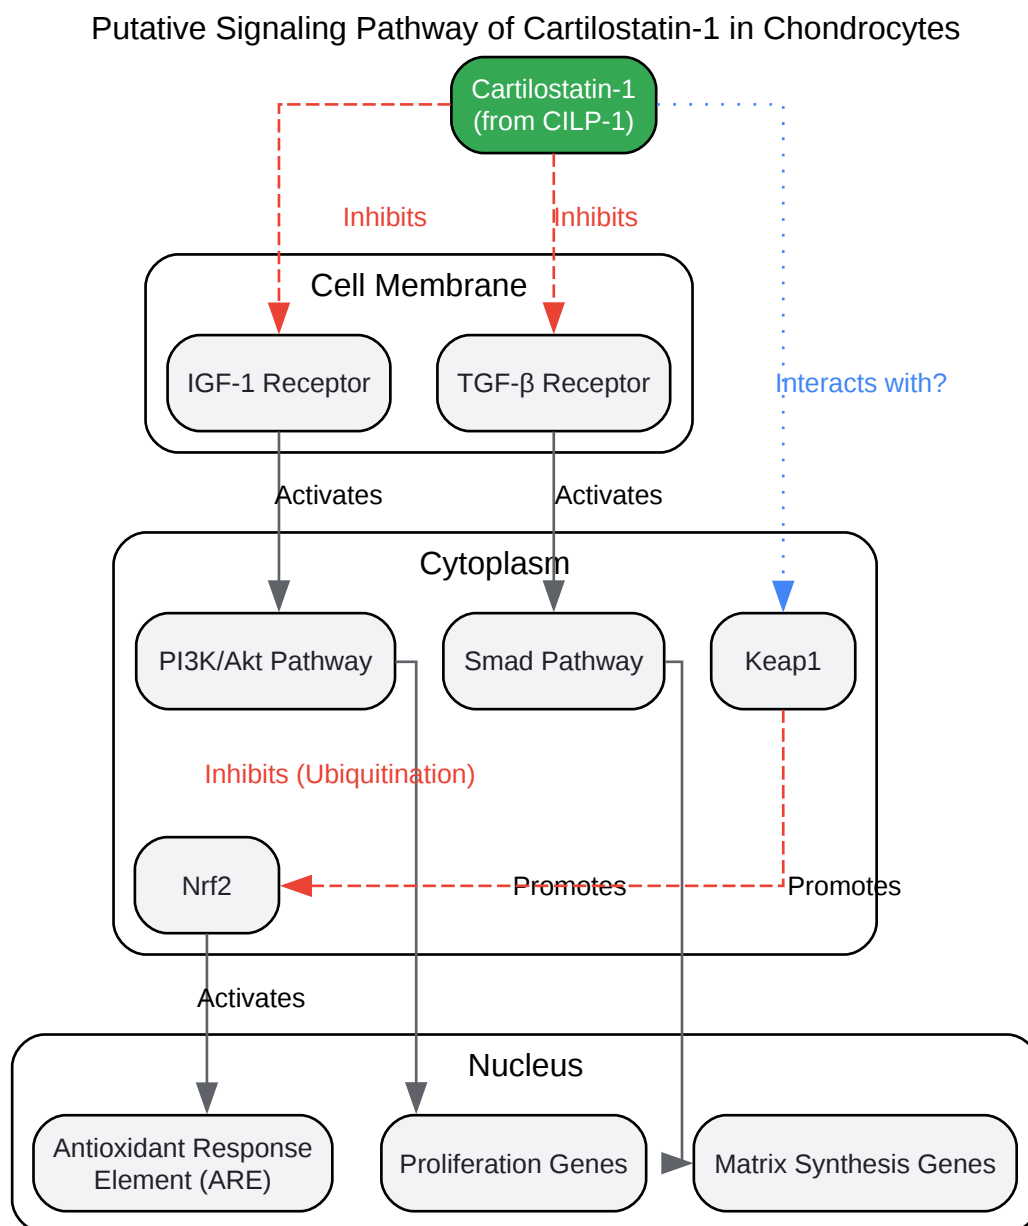 Putative Signaling Pathway of Cartilostatin-1 in Chondrocytes
Cartilostatin-1
(from CILP-1)
Inhibits
Inhibits
Cell Membrane
IGF-1 Receptor
TGF-β Receptor
Interacts with?
Activates
Activates
Cytoplasm
PI3K/Akt Pathway
Smad Pathway
Keap1
Inhibits (Ubiquitination)
Nrf2
Promotes
Promotes
Activates
Nucleus
Antioxidant Response
Element (ARE)
Proliferation Genes
Matrix Synthesis Genes